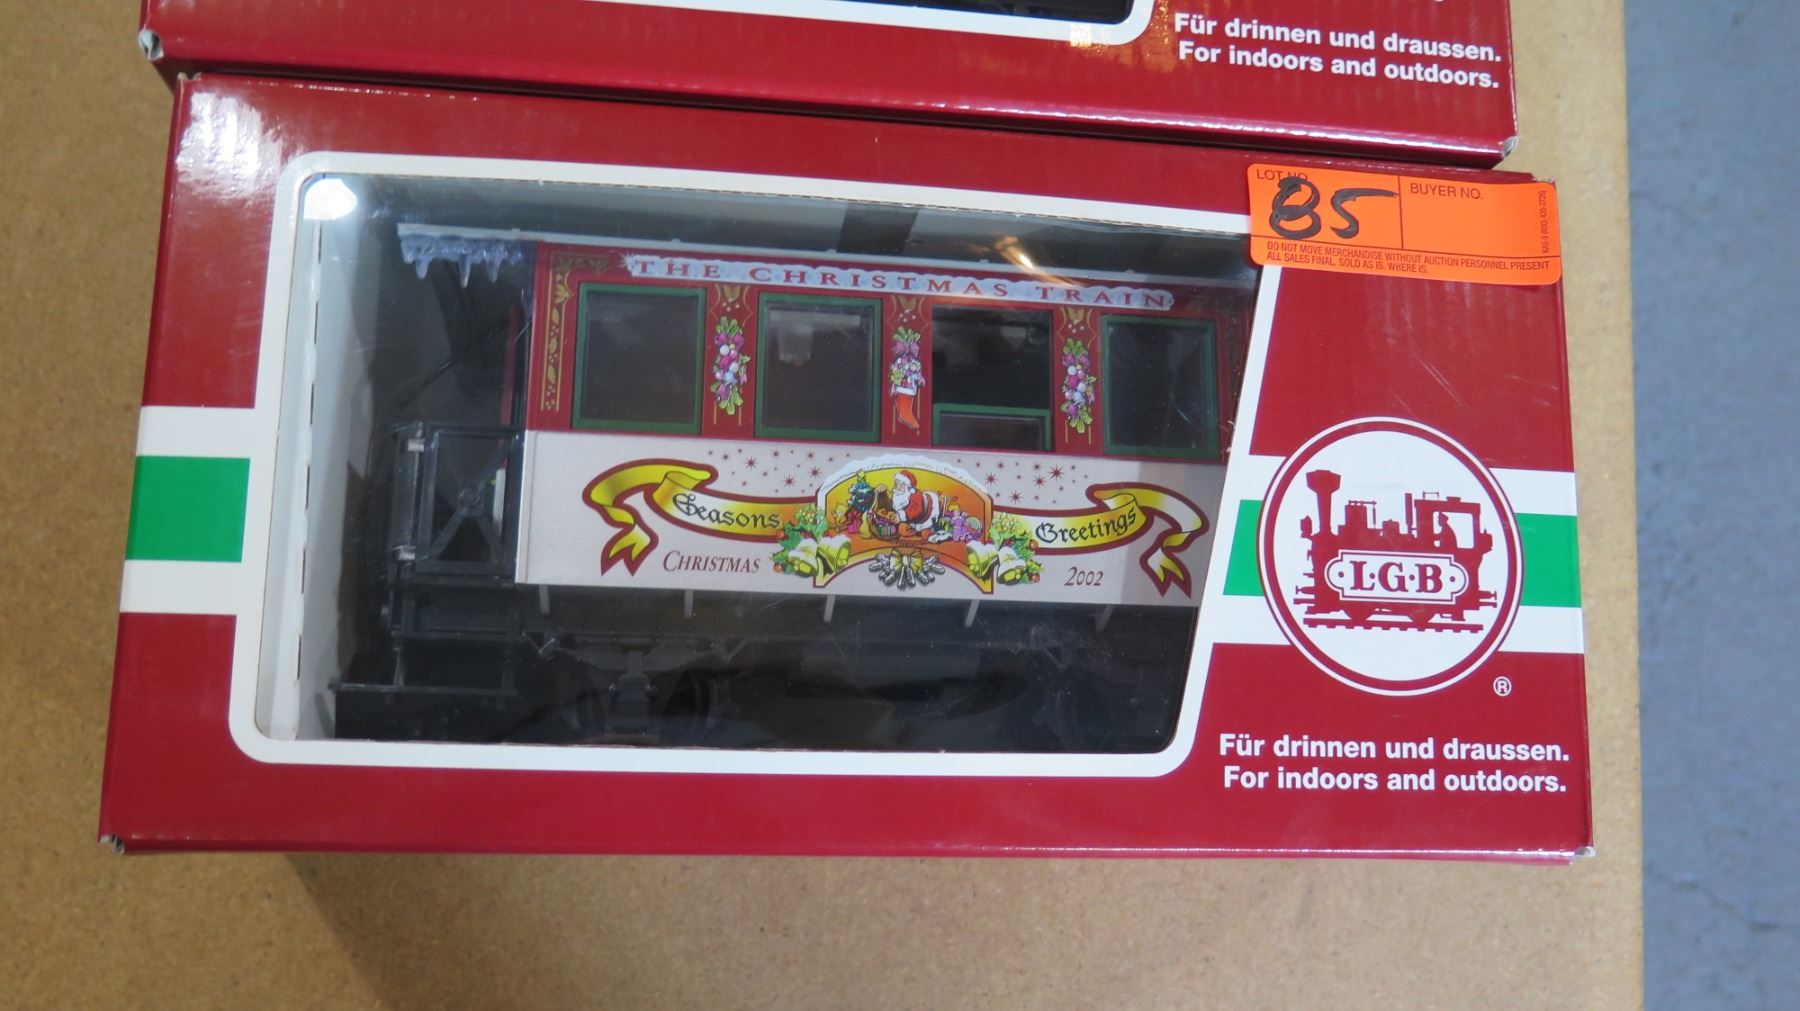 Für drinnen und draussen.
For indoors and outdoors.
LOT NO.
85
BUYER NO.
DO NOT MOVE MERCHANDISE WITHOUT AUCTION PERSONNEL PRESENT
ALL SALES FINAL. SOLD AS IS. WHERE IS.
THE CHRISTMAS TRAIN
Seasons Greetings
CHRISTMAS 2002
L·G·B
®
Für drinnen und draussen.
For indoors and outdoors.